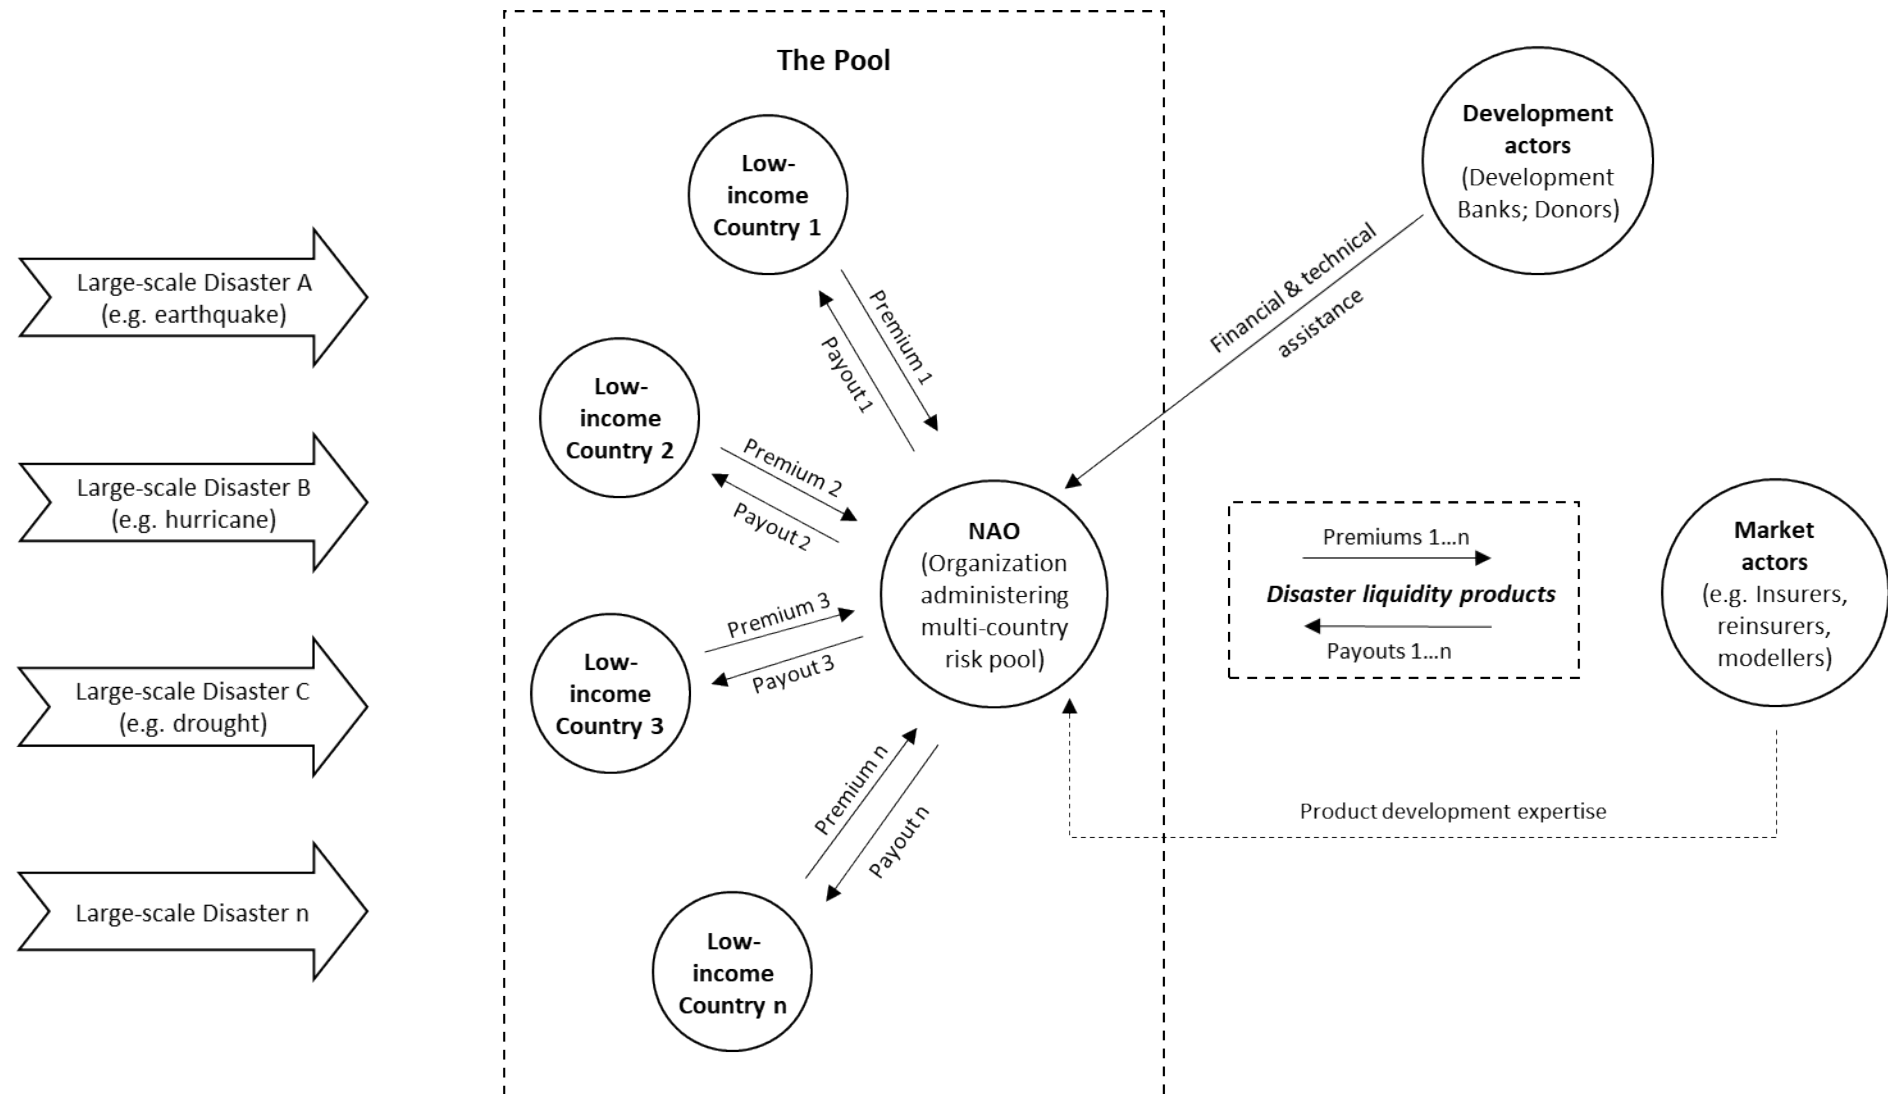 The Pool
Large-scale Disaster A
(e.g. earthquake)
Large-scale Disaster B
(e.g. hurricane)
Large-scale Disaster C
(e.g. drought)
Large-scale Disaster n
Low-
income
Country 1
Premium 1
Payout 1
Low-
income
Country 2
Premium 2
Payout 2
Low-
income
Country 3
Premium 3
Payout 3
Low-
income
Country n
Premium n
Payout n
NAO
(Organization
administering
multi-country
risk pool)
Development
actors
(Development
Banks; Donors)
Financial & technical
assistance
Premiums 1...n
Disaster liquidity products
Payouts 1...n
Market
actors
(e.g. Insurers,
reinsurers,
modellers)
Product development expertise